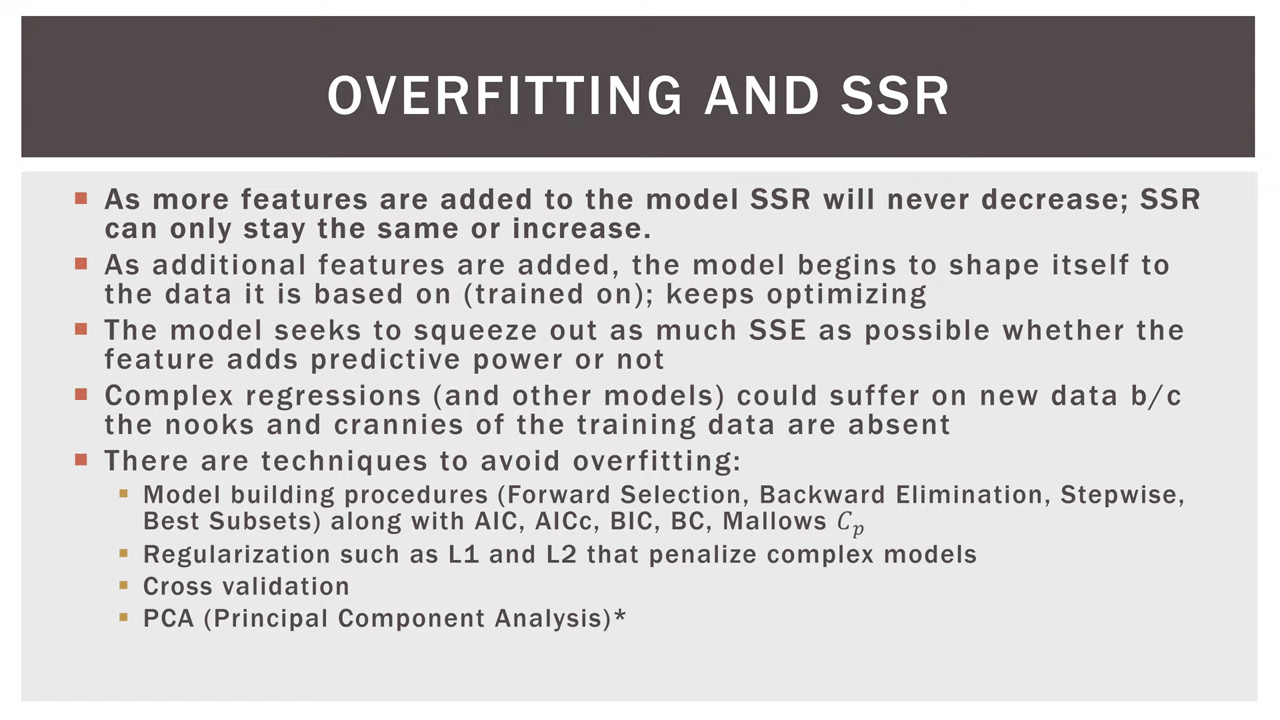 OVERFITTING AND SSR
As more features are added to the model SSR will never decrease; SSR
can only stay the same or increase.
As additional features are added, the model begins to shape itself to
the data it is based on (trained on); keeps optimizing
The model seeks to squeeze out as much SSE as possible whether the
feature adds predictive power or not
Complex regressions (and other models) could suffer on new data b/c
the nooks and crannies of the training data are absent
There are techniques to avoid overfitting:
Model building procedures (Forward Selection, Backward Elimination, Stepwise,
Best Subsets) along with AIC, AICc, BIC, BC, Mallows $C_p$
Regularization such as L1 and L2 that penalize complex models
Cross validation
PCA (Principal Component Analysis)*